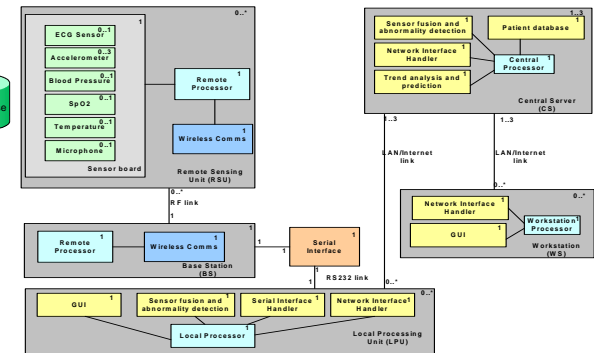 0..*
1
ECG Sensor
0..1
Accelerometer
0..3
Blood Pressure
0..1
SpO2
0..1
Temperature
0..1
Microphone
0..1
Sensor board
Remote
Processor
1
Wireless Comms
1
Remote Sensing
Unit (RSU)
0..*
RF link
1
Remote
Processor
1
Wireless Comms
1
Base Station
(BS)
1
1
1
Serial
Interface
1
1
RS232 link
1
0..*
GUI
1
Sensor fusion and
abnormality detection
1
Serial Interface
Handler
1
Network Interface
Handler
1
Local Processor
1
Local Processing
Unit (LPU)
0..*
1..3
Sensor fusion and
abnormality detection
1
Patient database
1
Network Interface
Handler
1
Central
Processor
1
Trend analysis and
prediction
1
Central Server
(CS)
1..3
LAN/Internet
link
1..3
LAN/Internet
link
0..*
0..*
Network Interface
Handler
1
GUI
1
Workstation
Processor
1
Workstation
(WS)